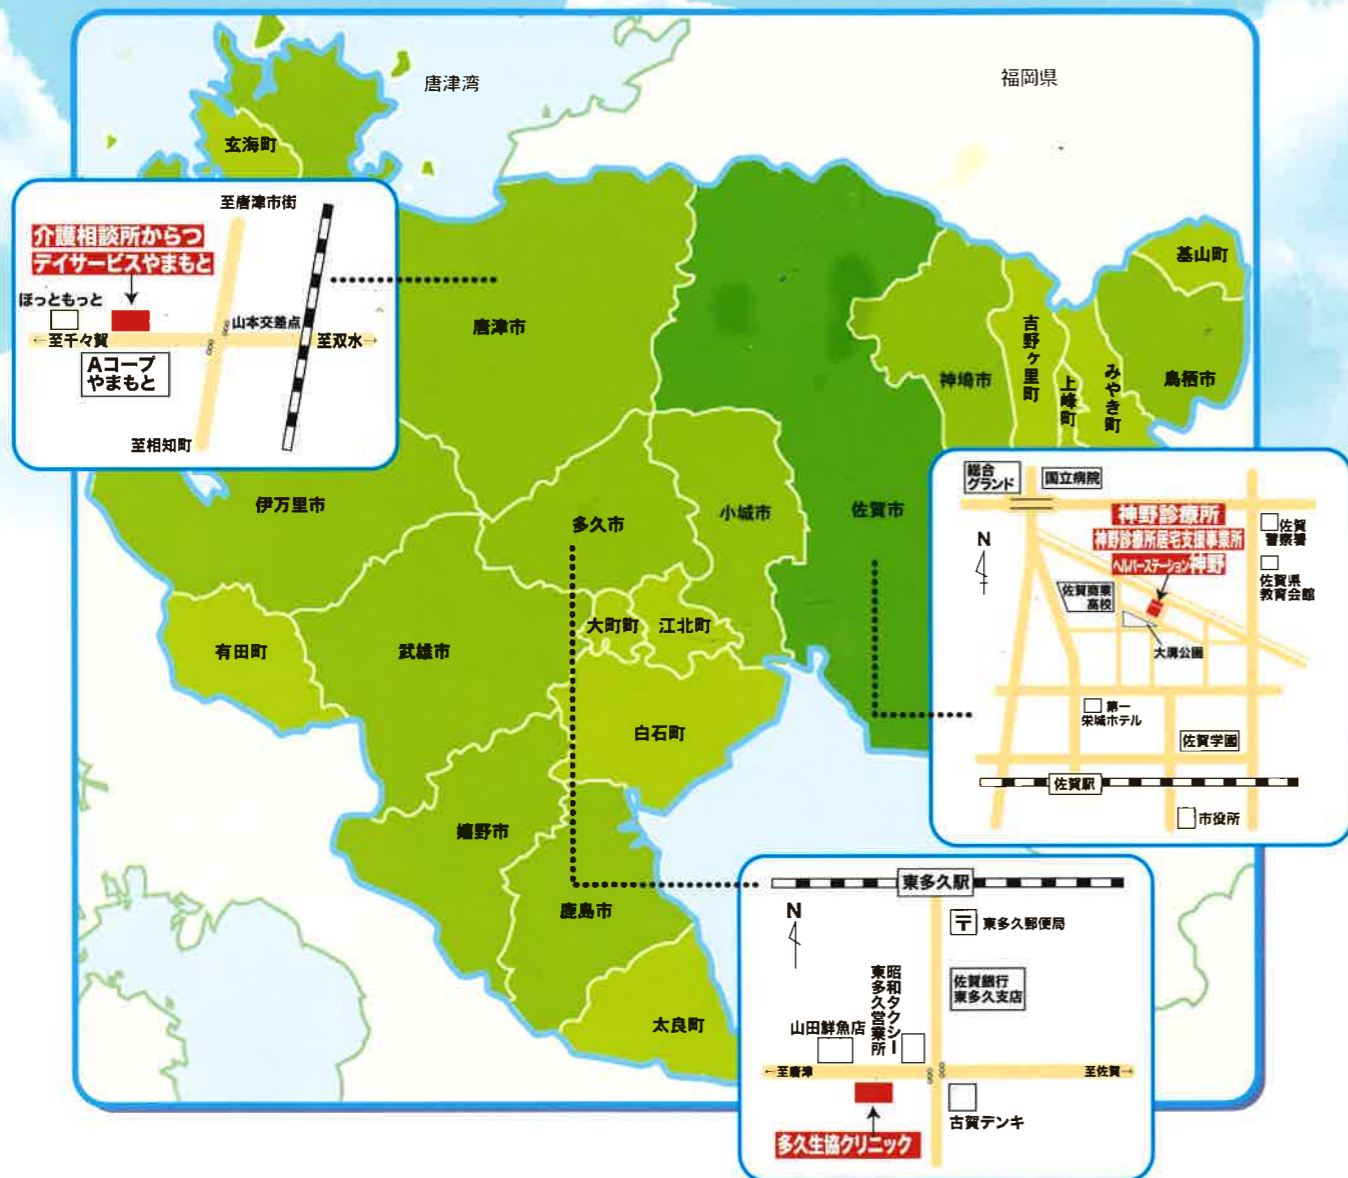 唐津湾
福岡県
玄海町
基山町
唐津市
吉野ヶ里町
上峰町
みやき町
鳥栖市
神埼市
伊万里市
多久市
小城市
佐賀市
有田町
武雄市
大町町
江北町
白石町
嬉野市
鹿島市
太良町
至唐津市街
介護相談所からつ
デイサービスやまもと
ほっともっと
山本交差点
←至千々賀
至双水→
Aコープ
やまもと
至相知町
総合
グランド
国立病院
神野診療所
神野診療所居宅支援事業所
ヘルパーステーション神野
佐賀
警察署
佐賀県
教育会館
N
佐賀商業
高校
大溝公園
第一
栄城ホテル
佐賀学園
佐賀駅
市役所
東多久駅
N
東多久郵便局
佐賀銀行
東多久支店
昭和タクシー
東多久営業所
山田鮮魚店
←至唐津
至佐賀→
古賀デンキ
多久生協クリニック